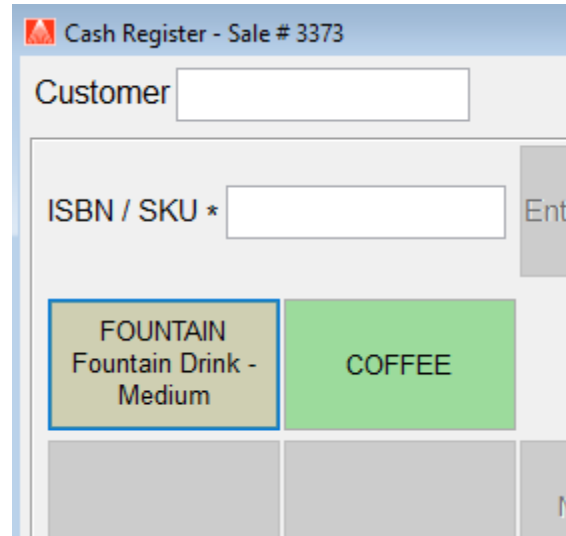 Cash Register - Sale # 3373
Customer
ISBN / SKU *
FOUNTAIN
Fountain Drink -
Medium
COFFEE